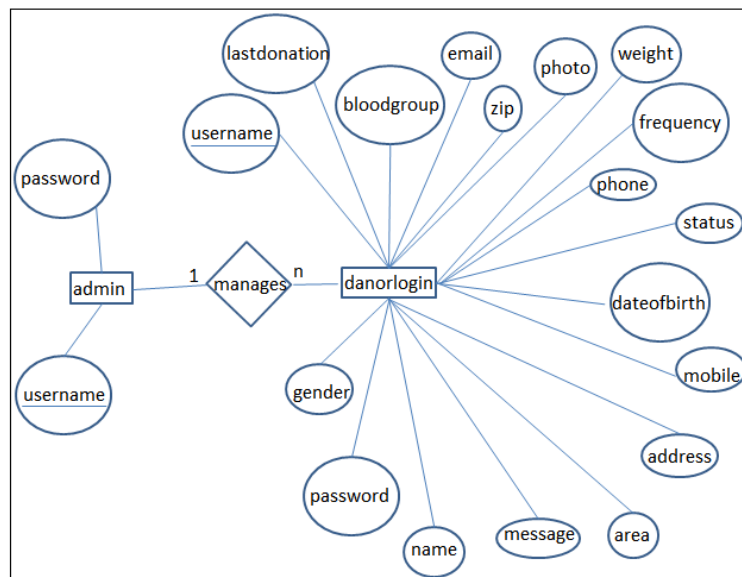 lastdonation
email
photo
weight
bloodgroup
zip
frequency
username
password
phone
status
1
n
admin
manages
danorlogin
dateofbirth
gender
mobile
username
address
password
name
message
area